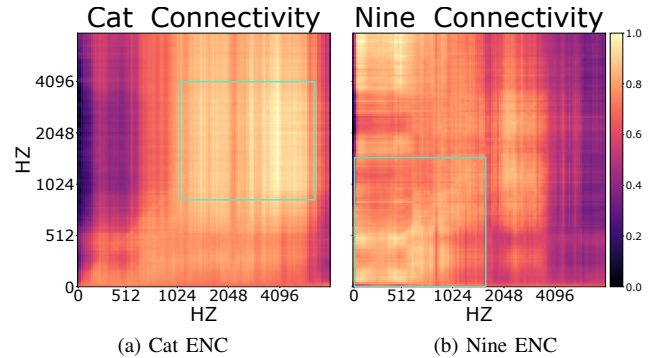 Cat Connectivity
Nine Connectivity
HZ
4096
2048
1024
512
0
0 512 1024 2048 4096
HZ
0 512 1024 2048 4096
HZ
1.0
0.8
0.6
0.4
0.2
0.0
(a) Cat ENC
(b) Nine ENC